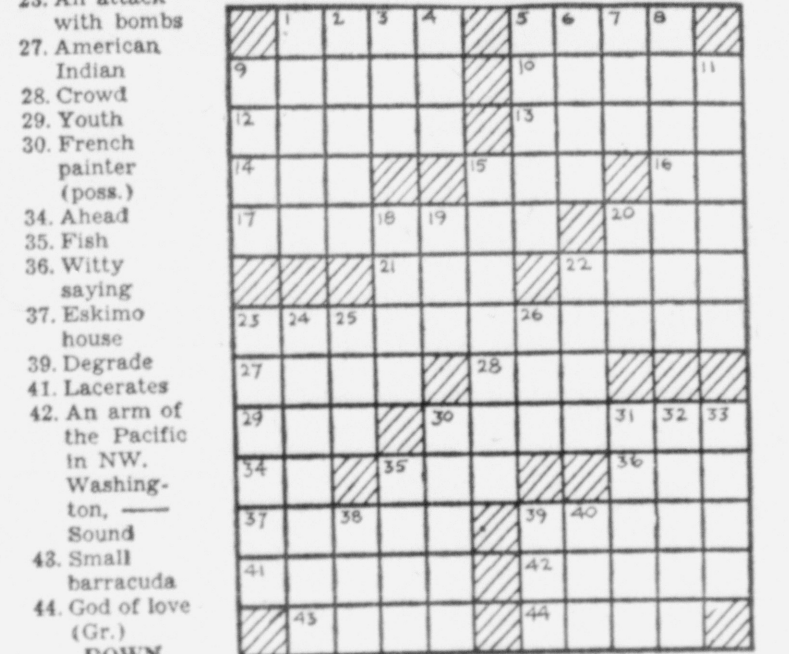 23. An attack
with bombs
27. American
Indian
28. Crowd
29. Youth
30. French
painter
(poss.)
34. Ahead
35. Fish
36. Witty
saying
37. Eskimo
house
39. Degrade
41. Lacerates
42. An arm of
the Pacific
in NW.
Washing-
ton, ——
Sound
43. Small
barracuda
44. God of love
(Gr.)
DOWN
1 2 3 4 5 6 7 8
9 10 11
12 13
14 15 16
17 18 19 20
21 22
23 24 25 26
27 28
29 30 31 32 33
34 35 36
37 38 39 40
41 42
43 44